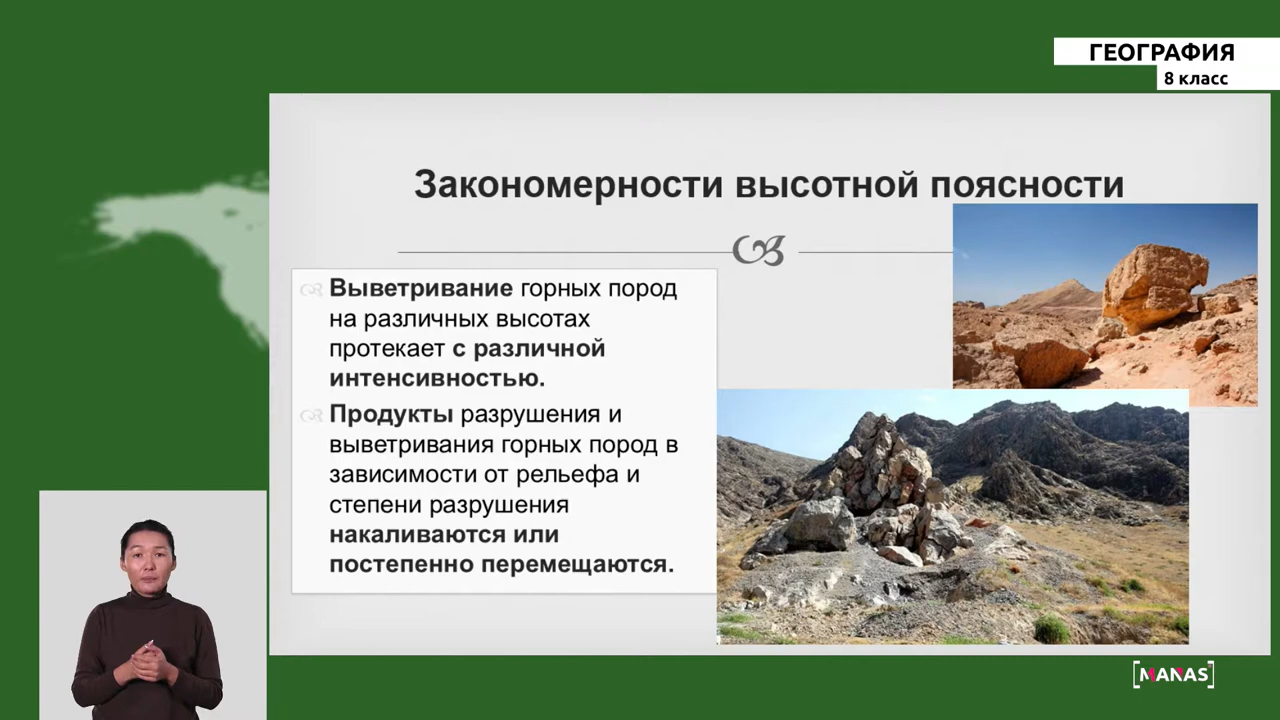 ГЕОГРАФИЯ
8 класс
Закономерности высотной поясности
Выветривание горных пород
на различных высотах
протекает с различной
интенсивностью.
Продукты разрушения и
выветривания горных пород в
зависимости от рельефа и
степени разрушения
накаливаются или
постепенно перемещаются.
[MANAS]